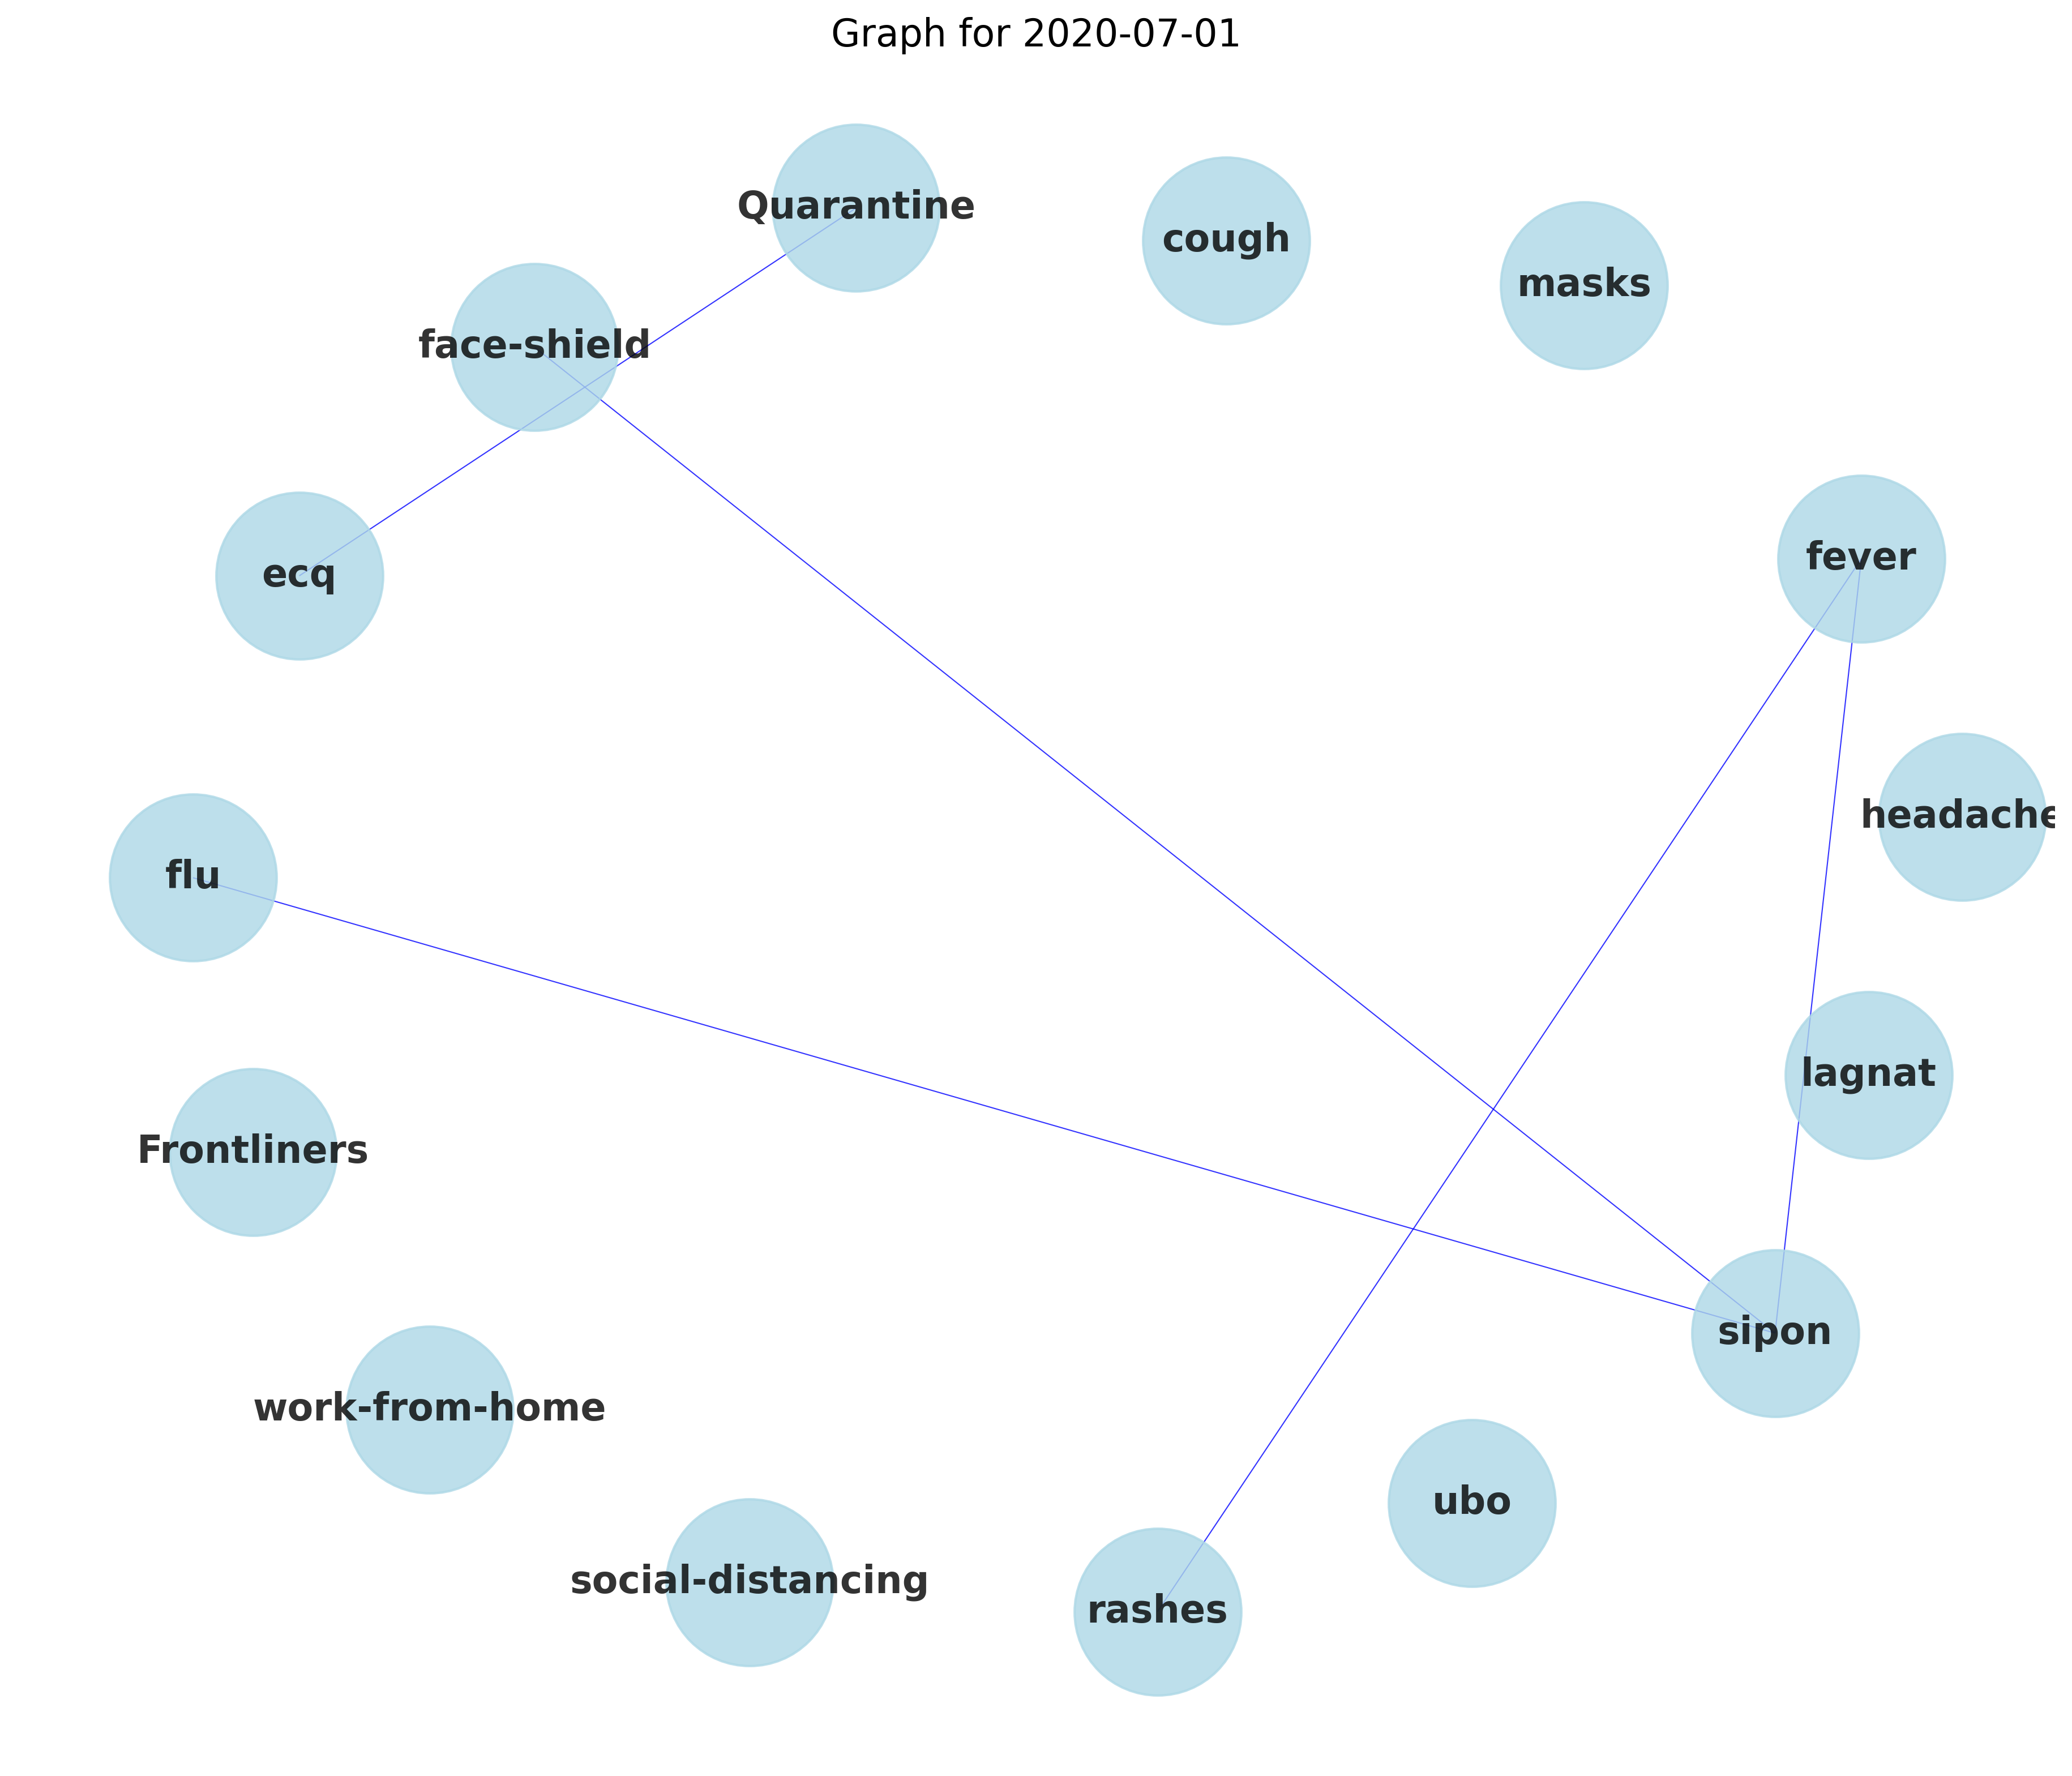 Graph for 2020-07-01
Quarantine
cough
masks
face-shield
fever
ecq
headache
flu
lagnat
Frontliners
sipon
work-from-home
ubo
social-distancing
rashes